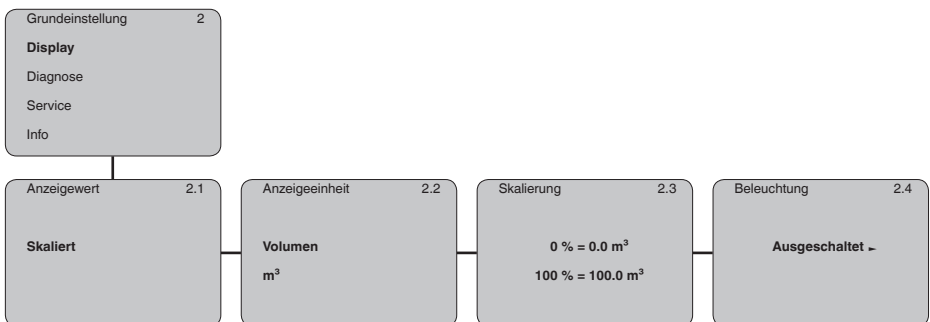 Grundeinstellung 2
Display
Diagnose
Service
Info
Anzeigewert 2.1
Skaliert
Anzeigeeinheit 2.2
Volumen
m³
Skalierung 2.3
0 % = 0.0 m³
100 % = 100.0 m³
Beleuchtung 2.4
Ausgeschaltet ►